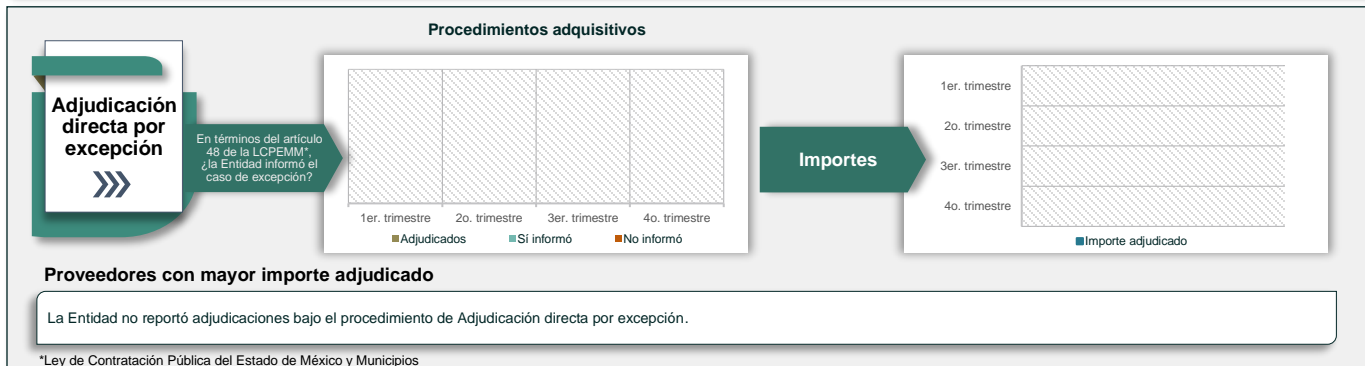 Procedimientos adquisitivos
Adjudicación
directa por
excepción
En términos del artículo
48 de la LCPEMM*,
¿la Entidad informó el
caso de excepción?
1er. trimestre 2o. trimestre 3er. trimestre 4o. trimestre
Adjudicados Sí informó No informó
Importes
1er. trimestre
2o. trimestre
3er. trimestre
4o. trimestre
Importe adjudicado
Proveedores con mayor importe adjudicado
La Entidad no reportó adjudicaciones bajo el procedimiento de Adjudicación directa por excepción.
*Ley de Contratación Pública del Estado de México y Municipios